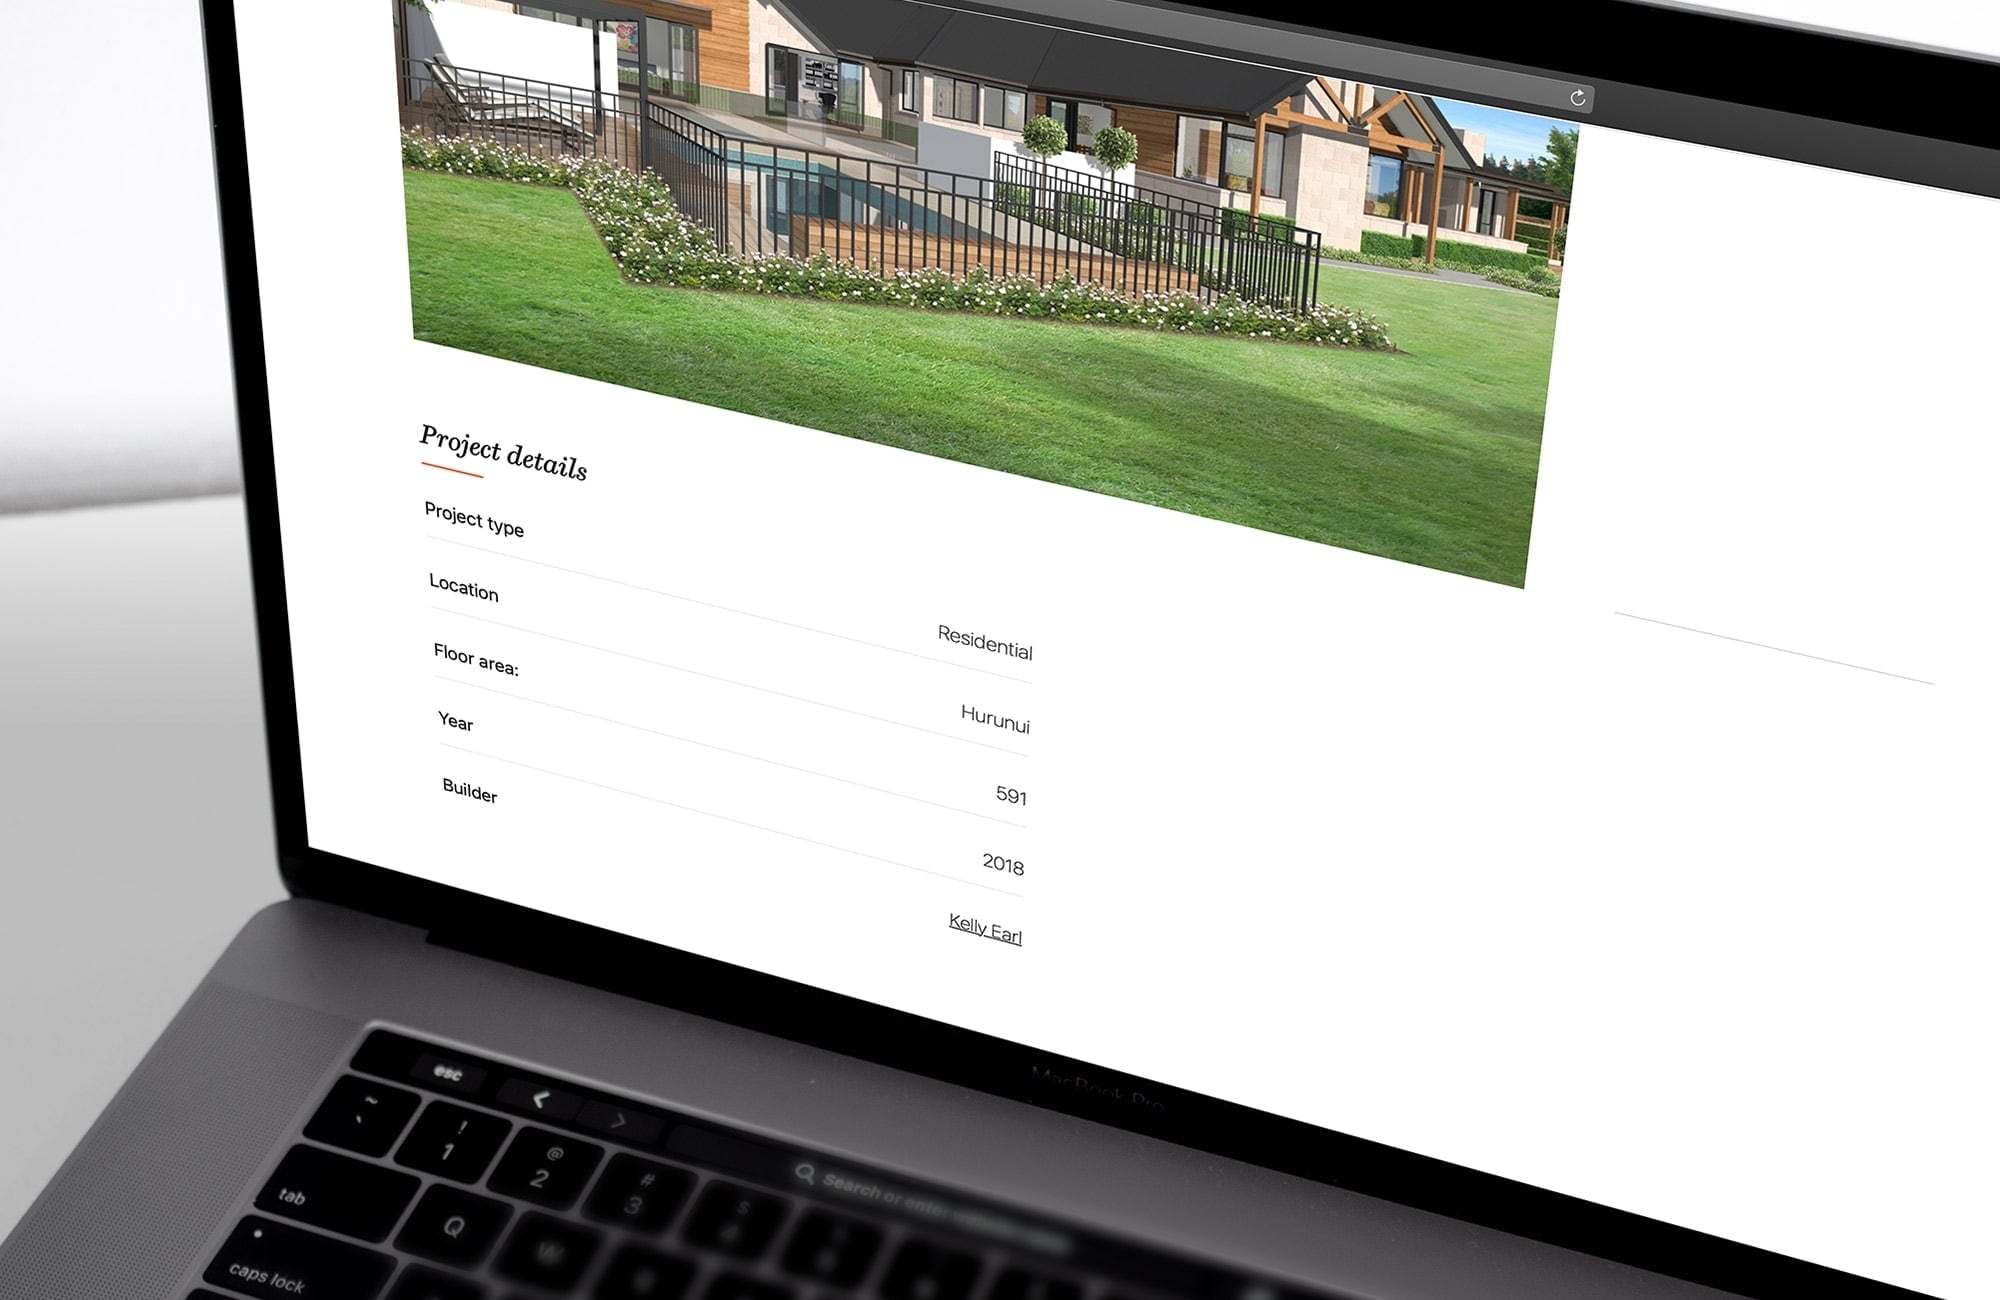 Project details
Project type
Residential
Location
Hurunui
Floor area:
591
Year
2018
Builder
Kelly Earl
MacBook Pro
esc
< >
Search or enter
~
`
!
1
@
2
#
3
$
4
tab
Q
W
caps lock